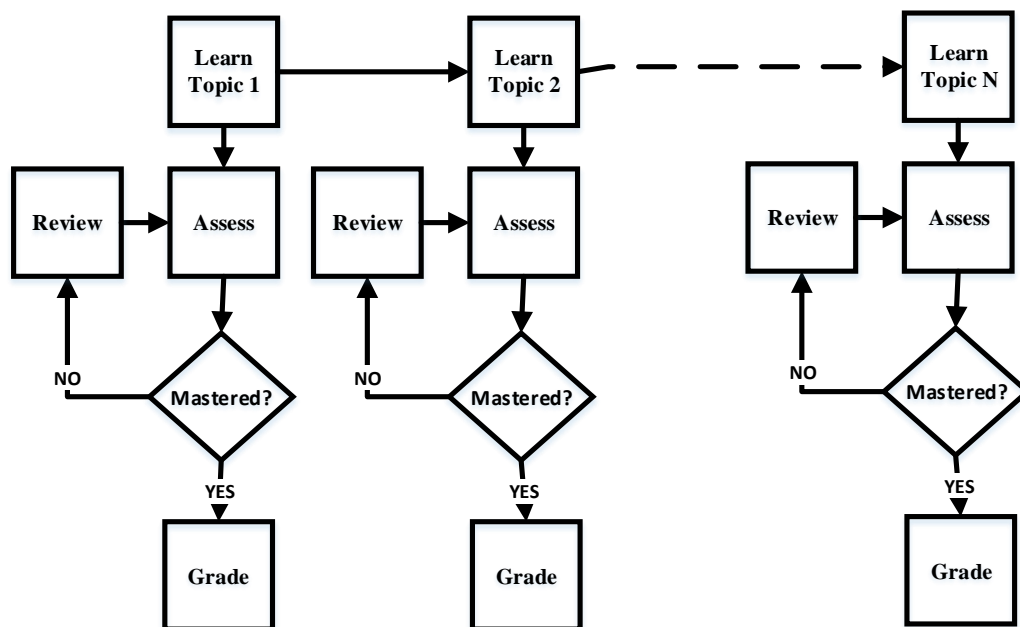 Learn
Topic 1
Learn
Topic 2
Learn
Topic N
Review
Assess
Review
Assess
Review
Assess
Mastered?
NO
Mastered?
NO
Mastered?
NO
YES
YES
YES
Grade
Grade
Grade